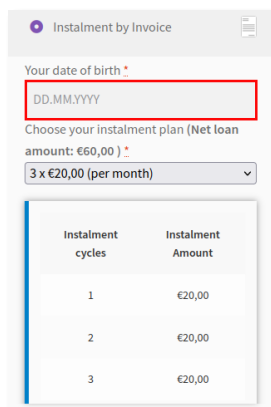 Instalment by Invoice
Your date of birth *
DD.MM.YYYY
Choose your instalment plan (Net loan
amount: €60,00 ) *
3 x €20,00 (per month)
Instalment Instalment
cycles Amount
1 €20,00
2 €20,00
3 €20,00